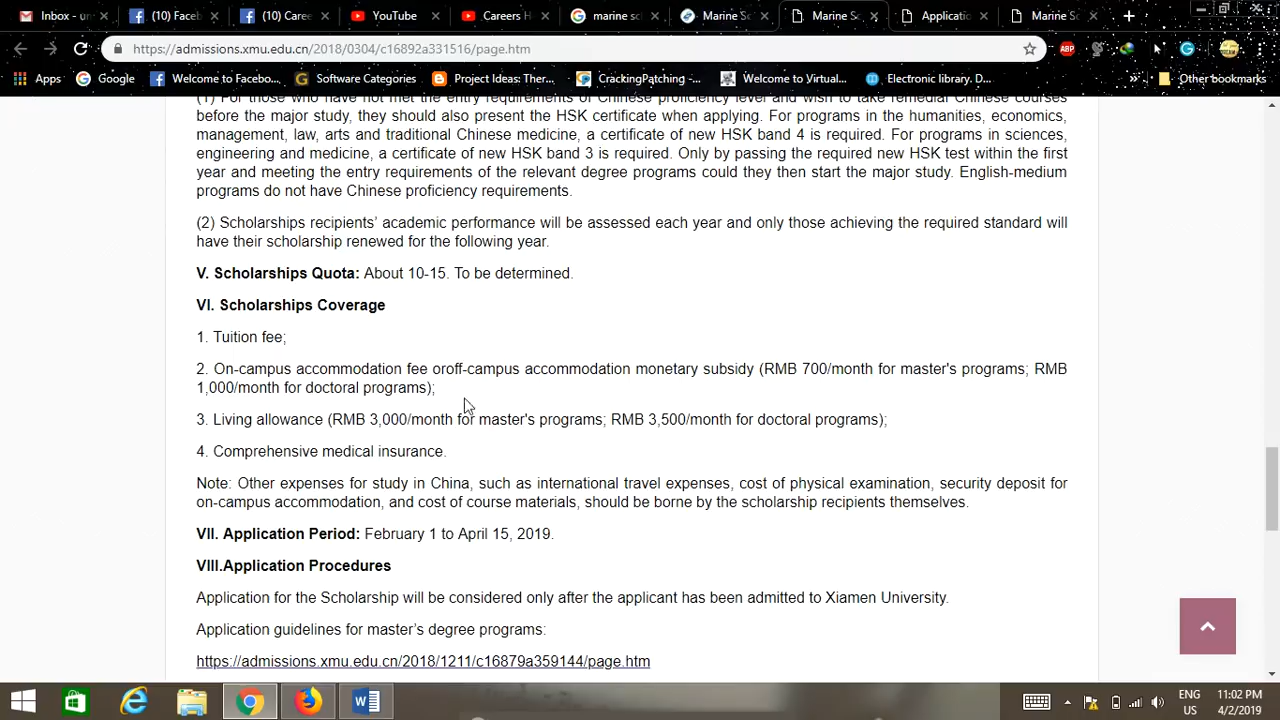 Inbox - un
(10) Faceb
(10) Caree
YouTube
Careers H
marine sc
Marine Sc
Marine Sc
Applicatio
Marine Sc
https://admissions.xmu.edu.cn/2018/0304/c16892a331516/page.htm
ABP
Apps
Google
Welcome to Facebo...
Software Categories
Project Ideas: Ther...
CrackingPatching -...
Welcome to Virtual...
Electronic library. D...
Other bookmarks
(1) For those who have not met the entry requirements of Chinese proficiency level and wish to take remedial Chinese courses
before the major study, they should also present the HSK certificate when applying. For programs in the humanities, economics,
management, law, arts and traditional Chinese medicine, a certificate of new HSK band 4 is required. For programs in sciences,
engineering and medicine, a certificate of new HSK band 3 is required. Only by passing the required new HSK test within the first
year and meeting the entry requirements of the relevant degree programs could they then start the major study. English-medium
programs do not have Chinese proficiency requirements.
(2) Scholarships recipients' academic performance will be assessed each year and only those achieving the required standard will
have their scholarship renewed for the following year.
V. Scholarships Quota: About 10-15. To be determined.
VI. Scholarships Coverage
1. Tuition fee;
2. On-campus accommodation fee oroff-campus accommodation monetary subsidy (RMB 700/month for master's programs; RMB
1,000/month for doctoral programs);
3. Living allowance (RMB 3,000/month for master's programs; RMB 3,500/month for doctoral programs);
4. Comprehensive medical insurance.
Note: Other expenses for study in China, such as international travel expenses, cost of physical examination, security deposit for
on-campus accommodation, and cost of course materials, should be borne by the scholarship recipients themselves.
VII. Application Period: February 1 to April 15, 2019.
VIII.Application Procedures
Application for the Scholarship will be considered only after the applicant has been admitted to Xiamen University.
Application guidelines for master's degree programs:
https://admissions.xmu.edu.cn/2018/1211/c16879a359144/page.htm
ENG
US
11:02 PM
4/2/2019